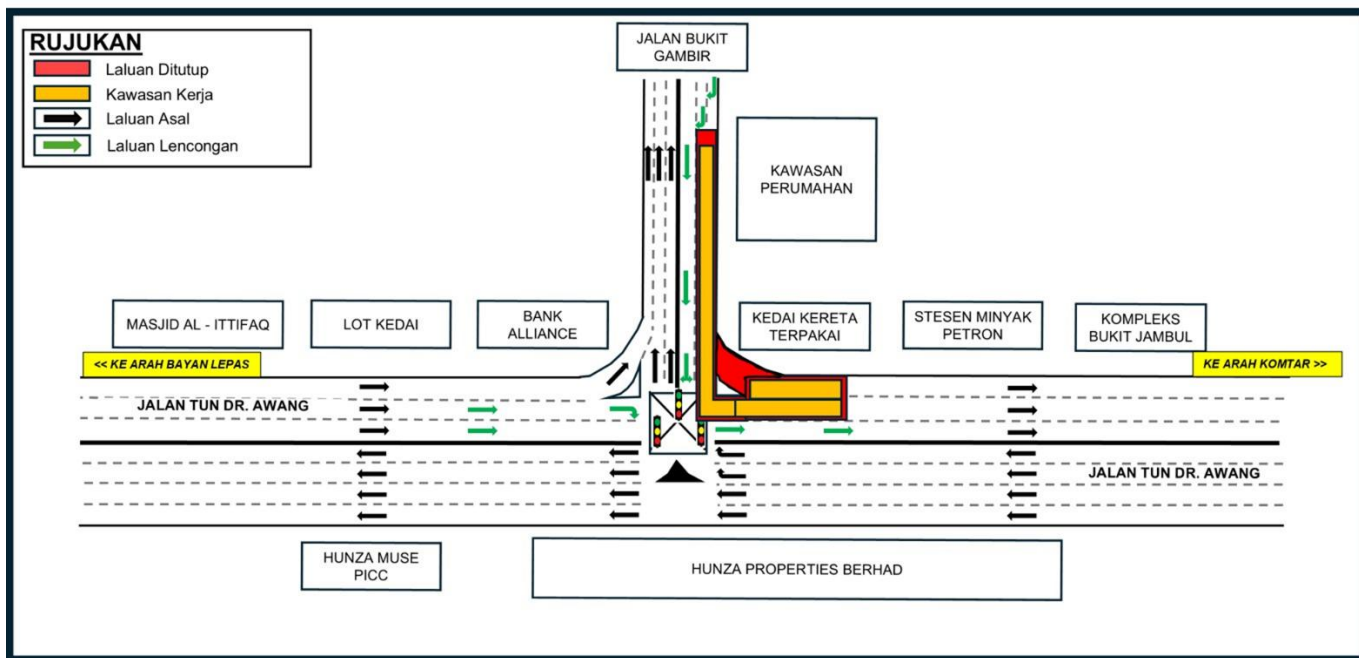 RUJUKAN
Laluan Ditutup
Kawasan Kerja
Laluan Asal
Laluan Lencongan
JALAN BUKIT
GAMBIR
KAWASAN
PERUMAHAN
MASJID AL - ITTIFAQ
LOT KEDAI
BANK
ALLIANCE
KEDAI KERETA
TERPAKAI
STESEN MINYAK
PETRON
KOMPLEKS
BUKIT JAMBUL
<< KE ARAH BAYAN LEPAS
KE ARAH KOMTAR >>
JALAN TUN DR. AWANG
JALAN TUN DR. AWANG
HUNZA MUSE
PICC
HUNZA PROPERTIES BERHAD